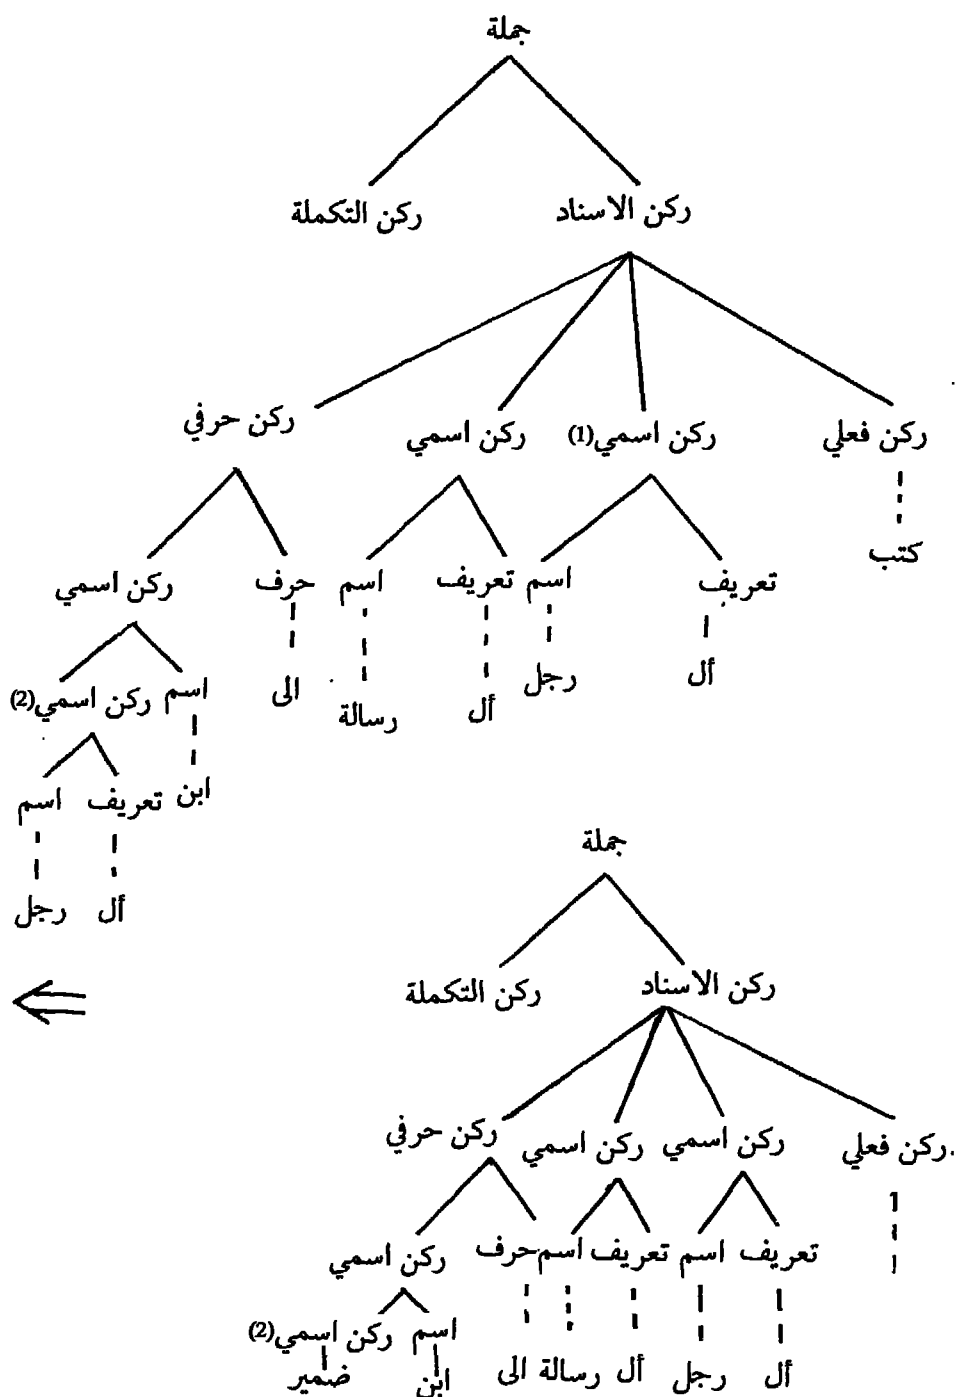 جملة
ركن الاسناد ركن التكملة
ركن فعلي ركن اسمي(1) ركن اسمي ركن حرفي
كتب تعريف اسم تعريف اسم حرف ركن اسمي
أل رجل أل رسالة الى اسم ركن اسمي(2)
ابن تعريف اسم
أل رجل
جملة
ركن الاسناد ركن التكملة
ركن فعلي ركن اسمي ركن اسمي ركن حرفي
تعريف اسم تعريف اسم حرف ركن اسمي
اسم ركن اسمي(2)
أل رجل أل رسالة الى ابن ضمير